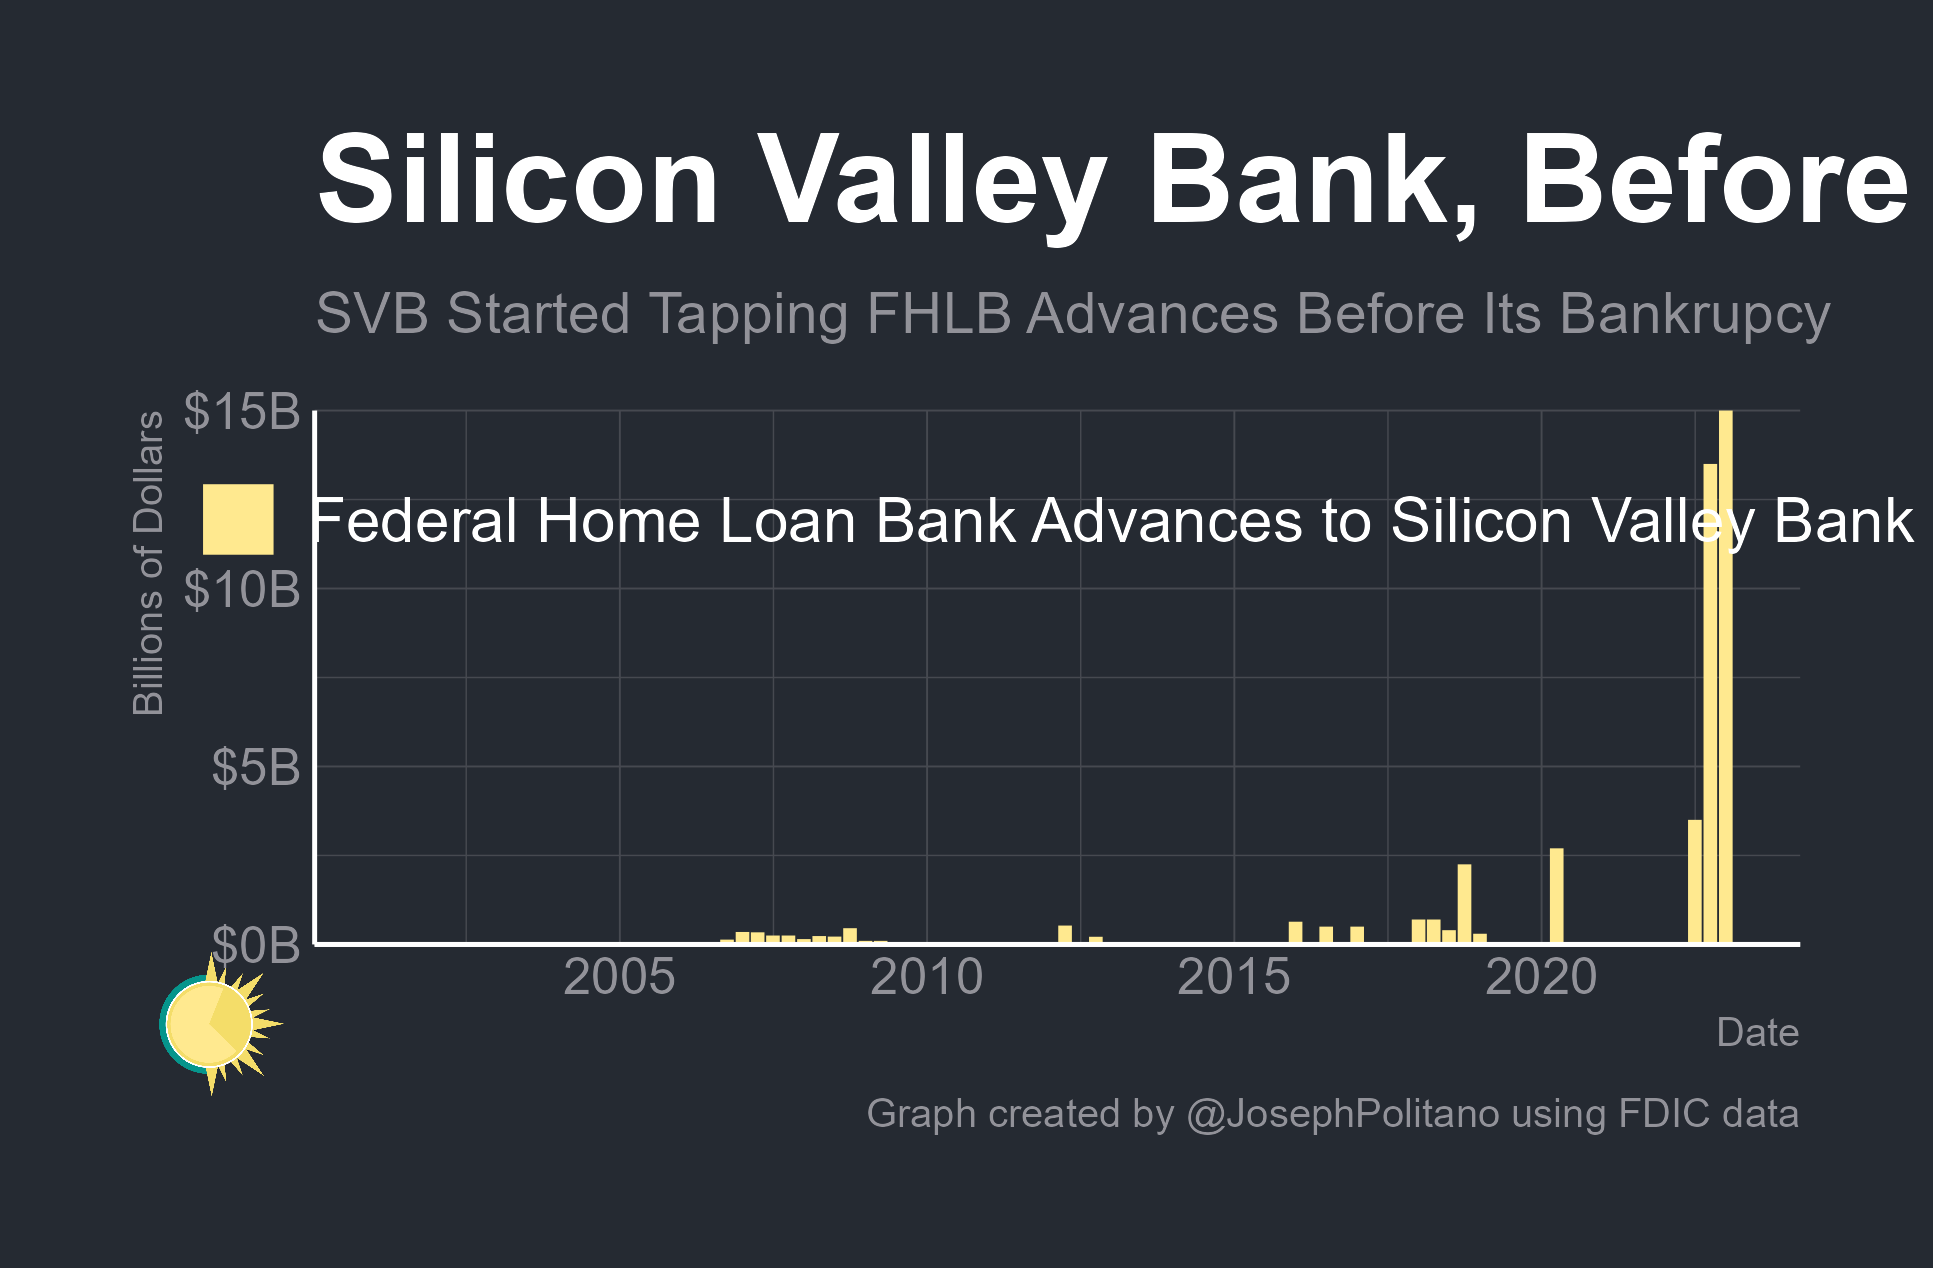 Silicon Valley Bank, Before
SVB Started Tapping FHLB Advances Before Its Bankrupcy
Billions of Dollars
$15B
Federal Home Loan Bank Advances to Silicon Valley Bank
$10B
$5B
$0B
2005 2010 2015 2020
Date
Graph created by @JosephPolitano using FDIC data